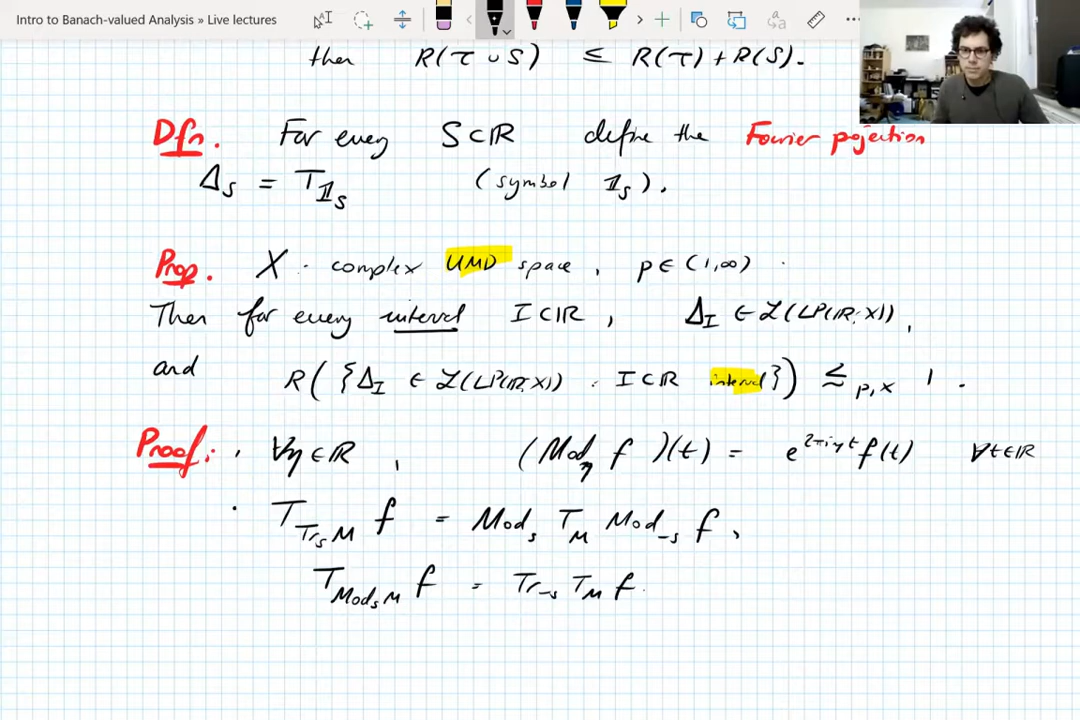 Intro to Banach-valued Analysis » Live lectures
then R(τ ∪ S) ≤ R(τ) + R(S).
Dfn. For every S⊂ℝ define the Fourier pojection
Δ_S = T_{𝟙_S} (symbol 𝟙_S).
Prop. X · complex UMD space, p∈(1,∞).
Then for every interval I⊂ℝ, Δ_I ∈ ℒ(L^p(ℝ;X)),
and R({Δ_I ∈ ℒ(L^p(ℝ;X)) : I⊂ℝ interval}) ≲_{p,X} 1.
Proof: · ∀η∈ℝ, (Mod_η f)(t) = e^{2πiηt} f(t) ∀t∈ℝ
· T_{Tr_s M} f = Mod_s T_M Mod_{-s} f,
T_{Mod_s M} f = Tr_{-s} T_M f.